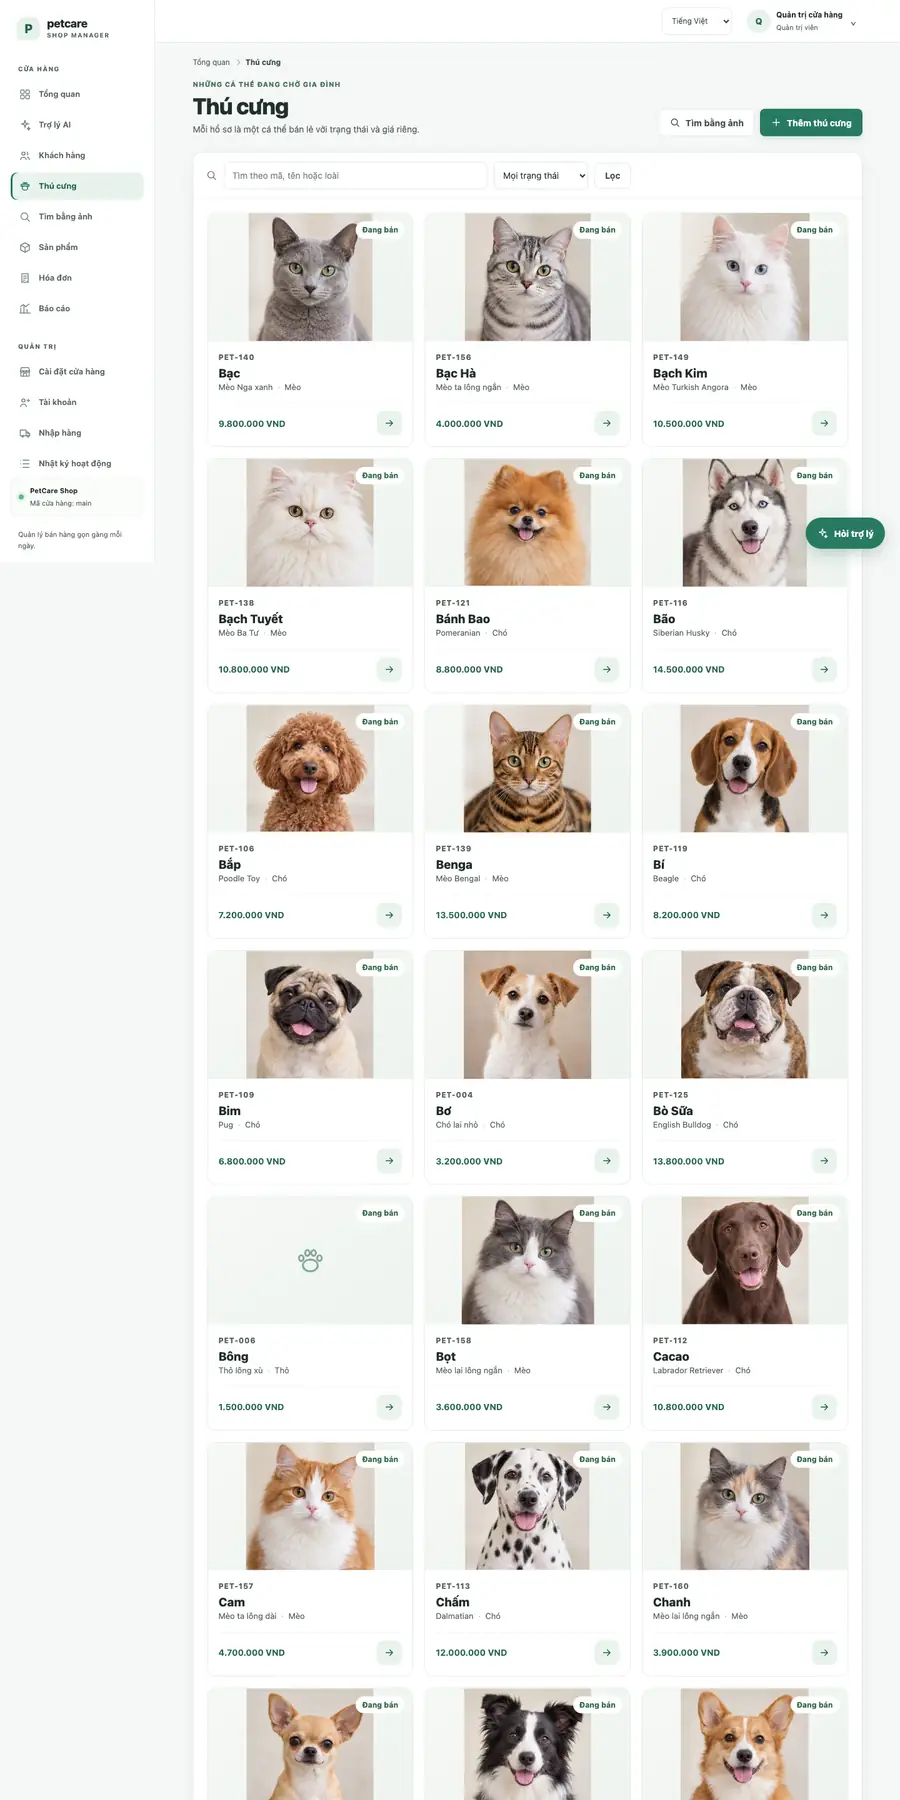 P
petcare
SHOP MANAGER
CỬA HÀNG
Tổng quan
Trợ lý AI
Khách hàng
Thú cưng
Tìm bằng ảnh
Sản phẩm
Hóa đơn
Báo cáo
QUẢN TRỊ
Cài đặt cửa hàng
Tài khoản
Nhập hàng
Nhật ký hoạt động
PetCare Shop
Mã cửa hàng: main
Quản lý bán hàng gọn gàng mỗi
ngày.
Tiếng Việt
Q
Quản trị cửa hàng
Quản trị viên
Tổng quan > Thú cưng
NHỮNG CÁ THỂ ĐANG CHỜ GIA ĐÌNH
Thú cưng
Mỗi hồ sơ là một cá thể bán lẻ với trạng thái và giá riêng.
Tìm bằng ảnh
+ Thêm thú cưng
Tìm theo mã, tên hoặc loài
Mọi trạng thái
Lọc
Đang bán
PET-140
Bạc
Mèo Nga xanh · Mèo
9.800.000 VND
Đang bán
PET-156
Bạc Hà
Mèo ta lông ngắn · Mèo
4.000.000 VND
Đang bán
PET-149
Bạch Kim
Mèo Turkish Angora · Mèo
10.500.000 VND
Đang bán
PET-138
Bạch Tuyết
Mèo Ba Tư · Mèo
10.800.000 VND
Đang bán
PET-121
Bánh Bao
Pomeranian · Chó
8.800.000 VND
Đang bán
PET-116
Bão
Siberian Husky · Chó
14.500.000 VND
Hỏi trợ lý
Đang bán
PET-106
Bắp
Poodle Toy · Chó
7.200.000 VND
Đang bán
PET-139
Benga
Mèo Bengal · Mèo
13.500.000 VND
Đang bán
PET-119
Bí
Beagle · Chó
8.200.000 VND
Đang bán
PET-109
Bim
Pug · Chó
6.800.000 VND
Đang bán
PET-004
Bơ
Chó lai nhỏ · Chó
3.200.000 VND
Đang bán
PET-125
Bò Sữa
English Bulldog · Chó
13.800.000 VND
Đang bán
PET-006
Bông
Thỏ lông xù · Thỏ
1.500.000 VND
Đang bán
PET-158
Bọt
Mèo lai lông ngắn · Mèo
3.600.000 VND
Đang bán
PET-112
Cacao
Labrador Retriever · Chó
10.800.000 VND
Đang bán
PET-157
Cam
Mèo ta lông dài · Mèo
4.700.000 VND
Đang bán
PET-113
Chấm
Dalmatian · Chó
12.000.000 VND
Đang bán
PET-160
Chanh
Mèo lai lông ngắn · Mèo
3.900.000 VND
Đang bán
Đang bán
Đang bán